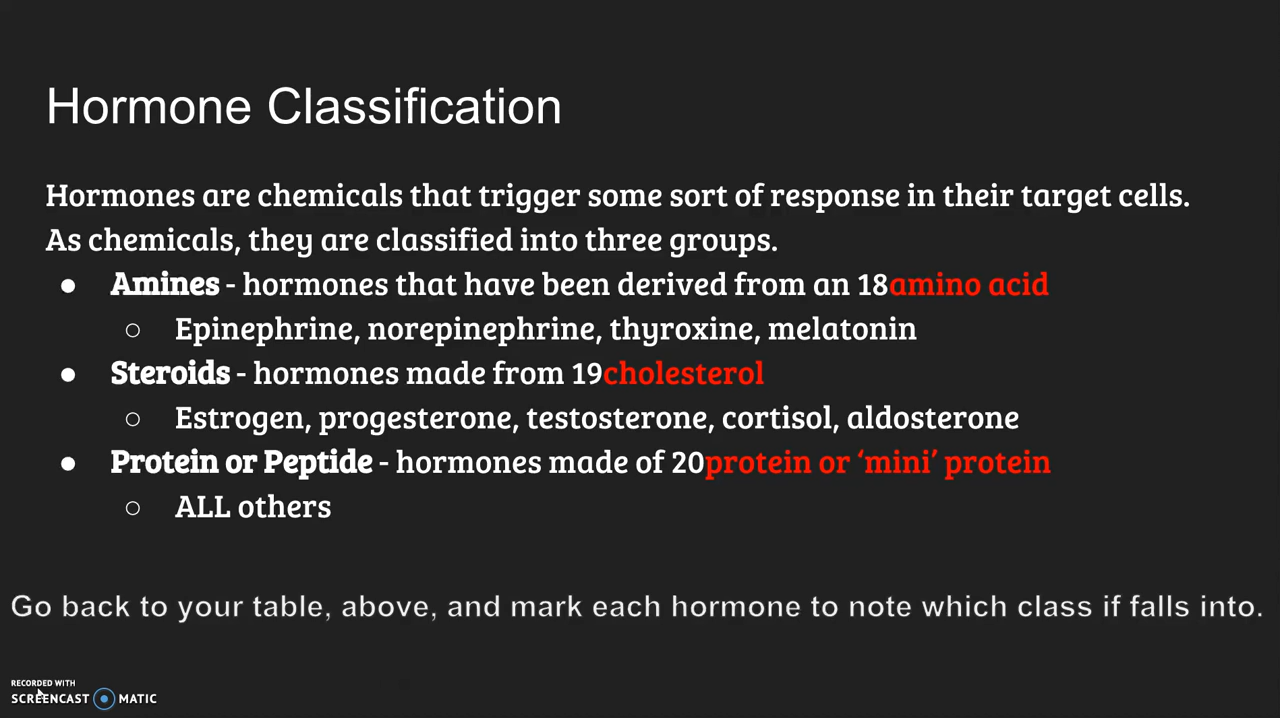 Hormone Classification
Hormones are chemicals that trigger some sort of response in their target cells.
As chemicals, they are classified into three groups.
● Amines - hormones that have been derived from an 18amino acid
○ Epinephrine, norepinephrine, thyroxine, melatonin
● Steroids - hormones made from 19cholesterol
○ Estrogen, progesterone, testosterone, cortisol, aldosterone
● Protein or Peptide - hormones made of 20protein or ‘mini’ protein
○ ALL others
Go back to your table, above, and mark each hormone to note which class if falls into.
RECORDED WITH
SCREENCAST MATIC